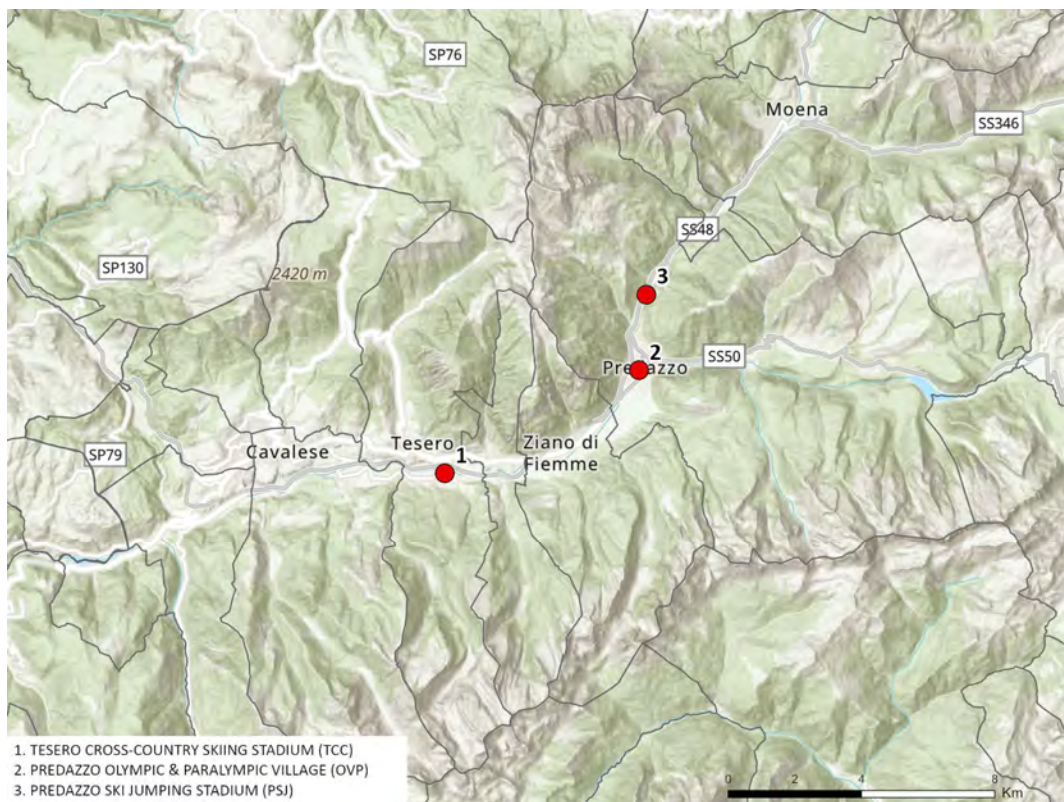 SP76
Moena
SS346
SS48
SP130
2420 m
3
2
SS50
Predazzo
Tesero
Ziano di
Fiemme
Cavalese
1
SP79
1. TESERO CROSS-COUNTRY SKIING STADIUM (TCC)
2. PREDAZZO OLYMPIC & PARALYMPIC VILLAGE (OVP)
3. PREDAZZO SKI JUMPING STADIUM (PSJ)
0 2 4 8
Km